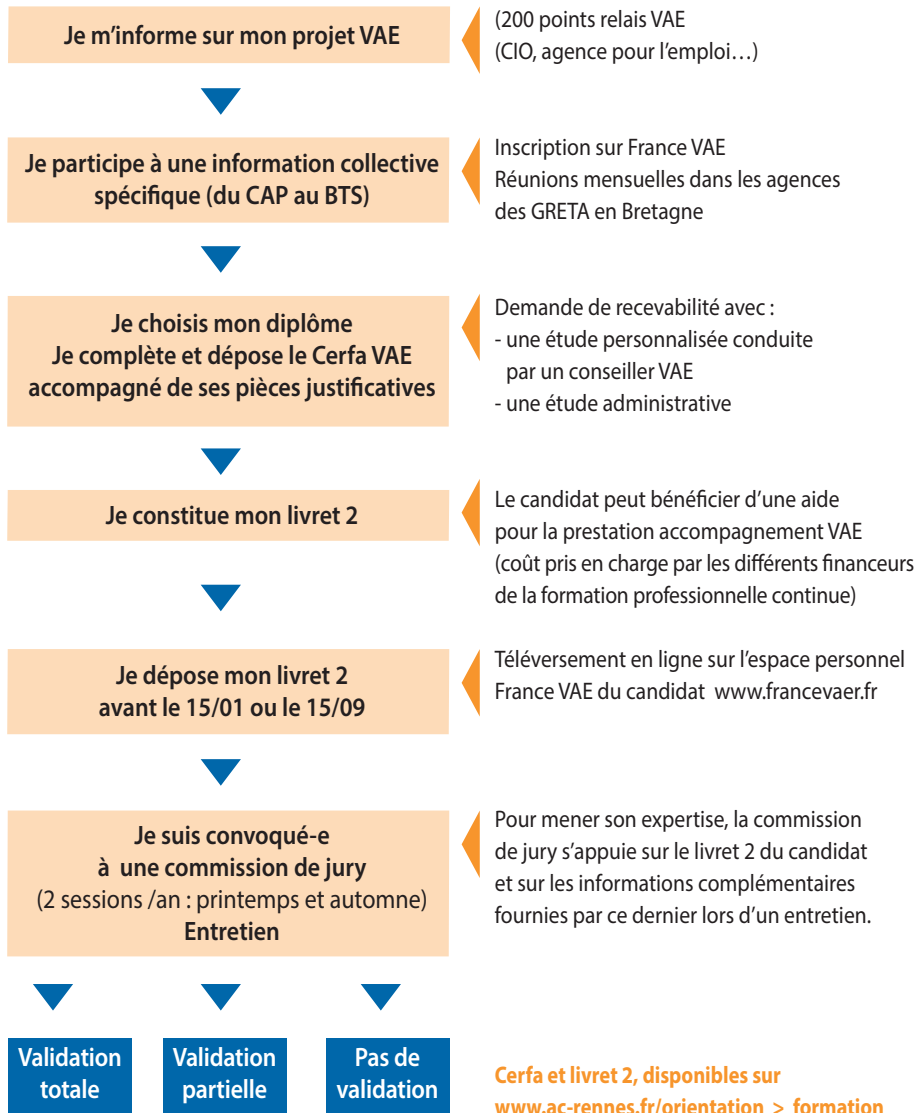 Je m'informe sur mon projet VAE
(200 points relais VAE
(CIO, agence pour l'emploi…)
Je participe à une information collective
spécifique (du CAP au BTS)
Inscription sur France VAE
Réunions mensuelles dans les agences
des GRETA en Bretagne
Je choisis mon diplôme
Je complète et dépose le Cerfa VAE
accompagné de ses pièces justificatives
Demande de recevabilité avec :
- une étude personnalisée conduite
par un conseiller VAE
- une étude administrative
Je constitue mon livret 2
Le candidat peut bénéficier d'une aide
pour la prestation accompagnement VAE
(coût pris en charge par les différents financeurs
de la formation professionnelle continue)
Je dépose mon livret 2
avant le 15/01 ou le 15/09
Téléversement en ligne sur l'espace personnel
France VAE du candidat www.francevaer.fr
Je suis convoqué-e
à une commission de jury
(2 sessions /an : printemps et automne)
Entretien
Pour mener son expertise, la commission
de jury s'appuie sur le livret 2 du candidat
et sur les informations complémentaires
fournies par ce dernier lors d'un entretien.
Validation
totale
Validation
partielle
Pas de
validation
Cerfa et livret 2, disponibles sur
www.ac-rennes.fr/orientation > formation